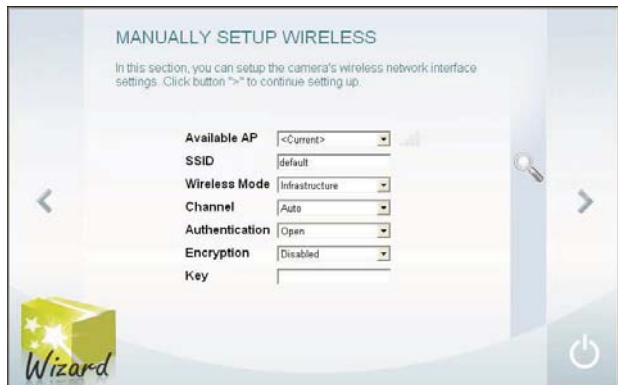 MANUALLY SETUP WIRELESS
In this section, you can setup the camera's wireless network interface
settings. Click button ">" to continue setting up.
Available AP <Current>
SSID default
Wireless Mode Infrastructure
Channel Auto
Authentication Open
Encryption Disabled
Key
Wizard